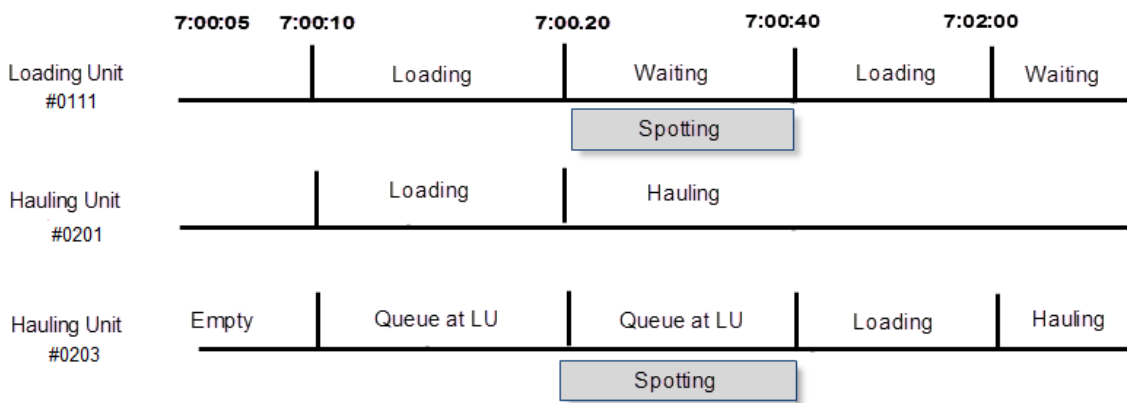 7:00:05 7:00:10 7:00.20 7:00:40 7:02:00
Loading Unit
#0111
Loading Waiting Loading Waiting
Spotting
Hauling Unit
#0201
Loading Hauling
Hauling Unit
#0203
Empty Queue at LU Queue at LU Loading Hauling
Spotting